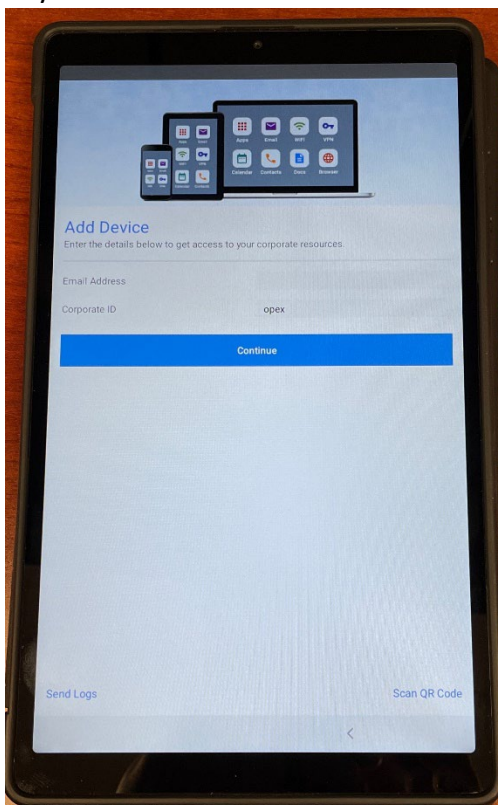 Apps Email WiFi VPN
Calendar Contacts Docs Browser
Add Device
Enter the details below to get access to your corporate resources.
Email Address
Corporate ID opex
Continue
Send Logs Scan QR Code